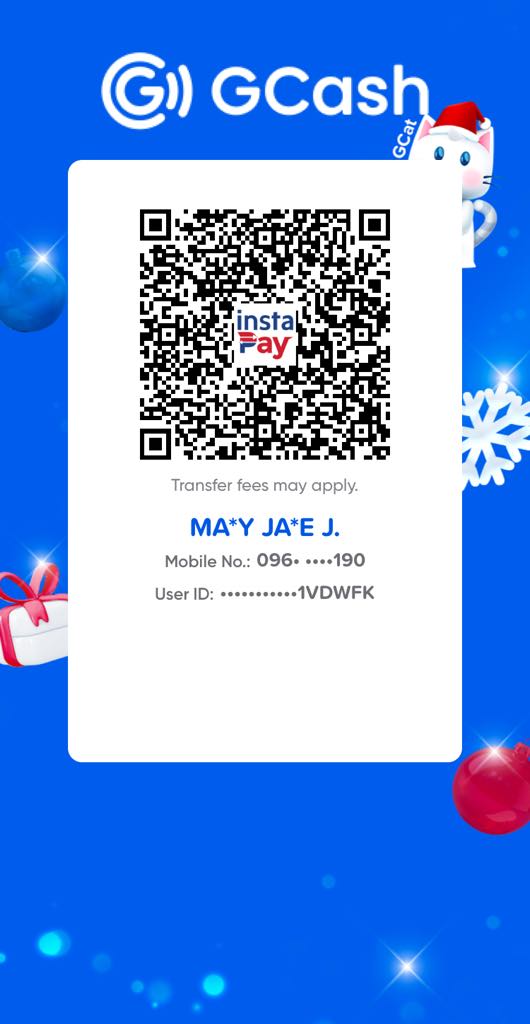 GCash
GCat
insta
Pay
Transfer fees may apply.
MA*Y JA*E J.
Mobile No.: 096• ••••190
User ID: •••••••••••1VDWFK